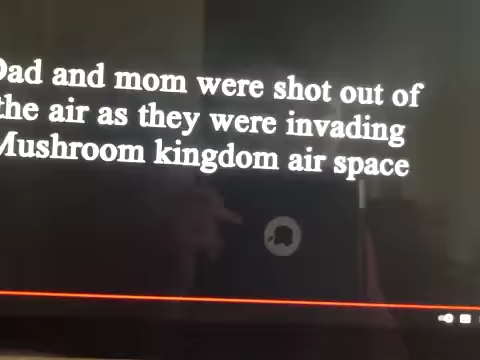 Dad and mom were shot out of
the air as they were invading
Mushroom kingdom air space